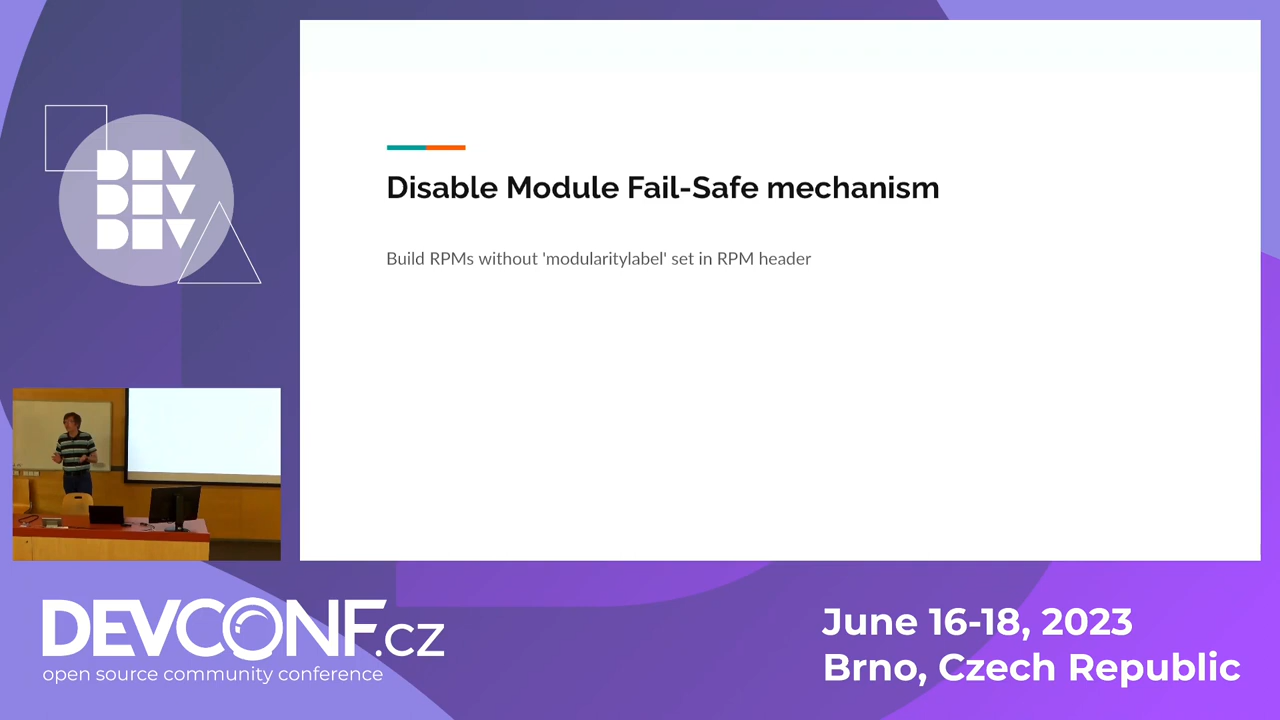 DEV
DEV
DEV
Disable Module Fail-Safe mechanism
Build RPMs without 'modularitylabel' set in RPM header
DEVCONF.CZ
open source community conference
June 16-18, 2023
Brno, Czech Republic